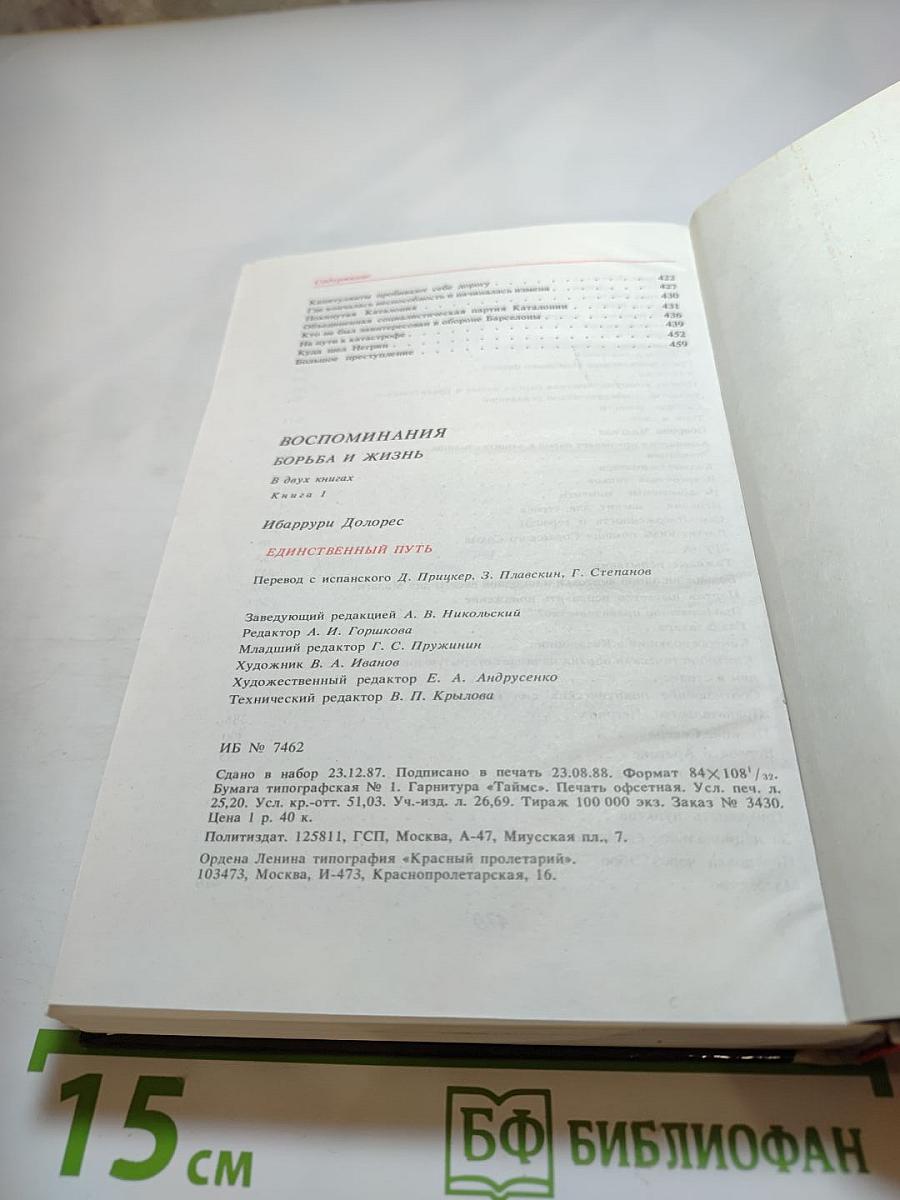 Содержание
Капитулянты пробивают себе дорогу . . . 422
Где кончалась неспособность и начиналась измена . . . 427
Покинутая Каталония . . . 430
Объединенная социалистическая партия Каталонии . . . 431
Кто не был заинтересован в обороне Барселоны . . . 436
На пути к катастрофе . . . 439
Куда шел Негрин . . . 452
Большое преступление . . . 459
ВОСПОМИНАНИЯ
БОРЬБА И ЖИЗНЬ
В двух книгах
Книга 1
Ибаррури Долорес
ЕДИНСТВЕННЫЙ ПУТЬ
Перевод с испанского Д. Прицкер, З. Плавскин, Г. Степанов
Заведующий редакцией А. В. Никольский
Редактор А. И. Горшкова
Младший редактор Г. С. Пружинин
Художник В. А. Иванов
Художественный редактор Е. А. Андрусенко
Технический редактор В. П. Крылова
ИБ № 7462
Сдано в набор 23.12.87. Подписано в печать 23.08.88. Формат 84×108¹/₃₂.
Бумага типографская № 1. Гарнитура «Таймс». Печать офсетная. Усл. печ. л.
25,20. Усл. кр.-отт. 51,03. Уч.-изд. л. 26,69. Тираж 100 000 экз. Заказ № 3430.
Цена 1 р. 40 к.
Политиздат. 125811, ГСП, Москва, А-47, Миусская пл., 7.
Ордена Ленина типография «Красный пролетарий».
103473, Москва, И-473, Краснопролетарская, 16.
15 см
БФ БИБЛИОФАН